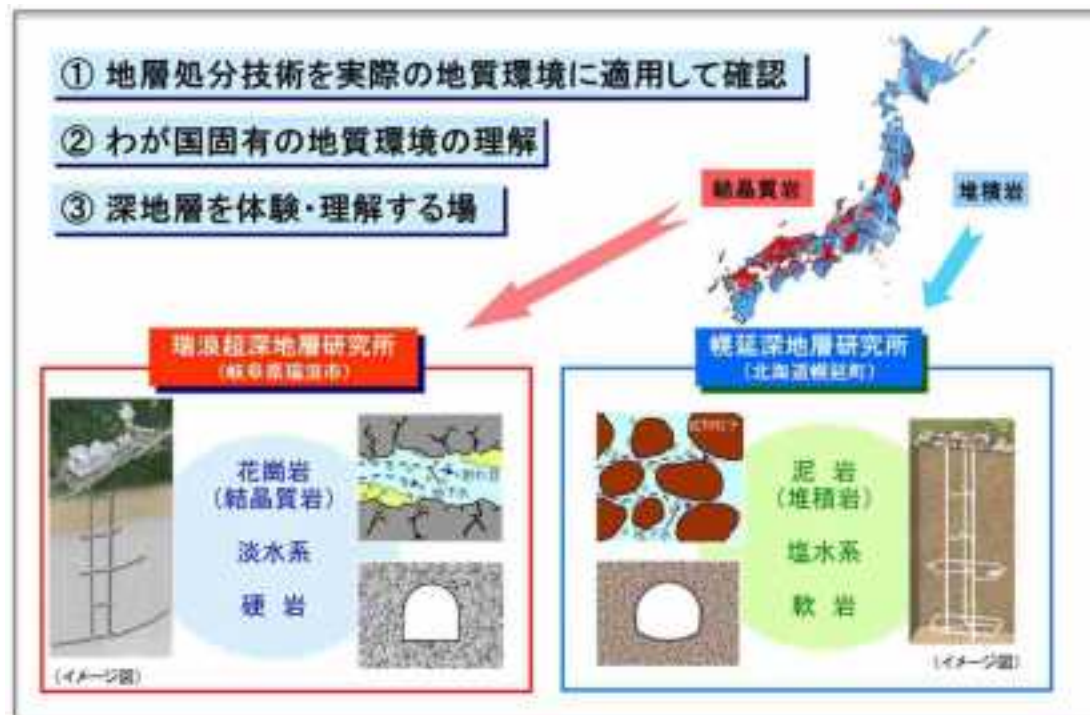 ① 地層処分技術を実際の地質環境に適用して確認
② わが国固有の地質環境の理解
③ 深地層を体験・理解する場
結晶質岩
堆積岩
瑞浪超深地層研究所
(岐阜県瑞浪市)
花崗岩
(結晶質岩)
淡水系
硬 岩
割れ目
地下水
(イメージ図)
幌延深地層研究所
(北海道幌延町)
泥 岩
(堆積岩)
塩水系
軟 岩
(イメージ図)